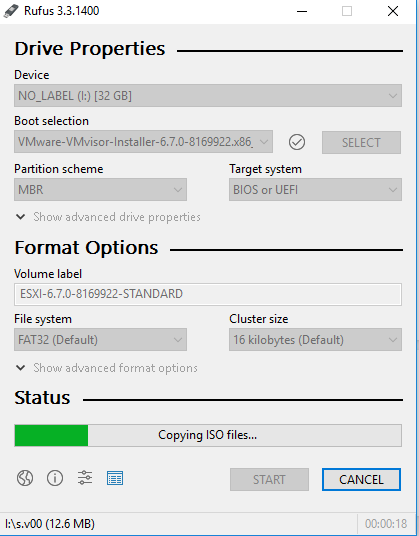 Rufus 3.3.1400
Drive Properties
Device
NO_LABEL (I:) [32 GB]
Boot selection
VMware-VMvisor-Installer-6.7.0-8169922.x86_
SELECT
Partition scheme
Target system
MBR
BIOS or UEFI
Show advanced drive properties
Format Options
Volume label
ESXI-6.7.0-8169922-STANDARD
File system
Cluster size
FAT32 (Default)
16 kilobytes (Default)
Show advanced format options
Status
Copying ISO files...
START
CANCEL
I:\s.v00 (12.6 MB)
00:00:18